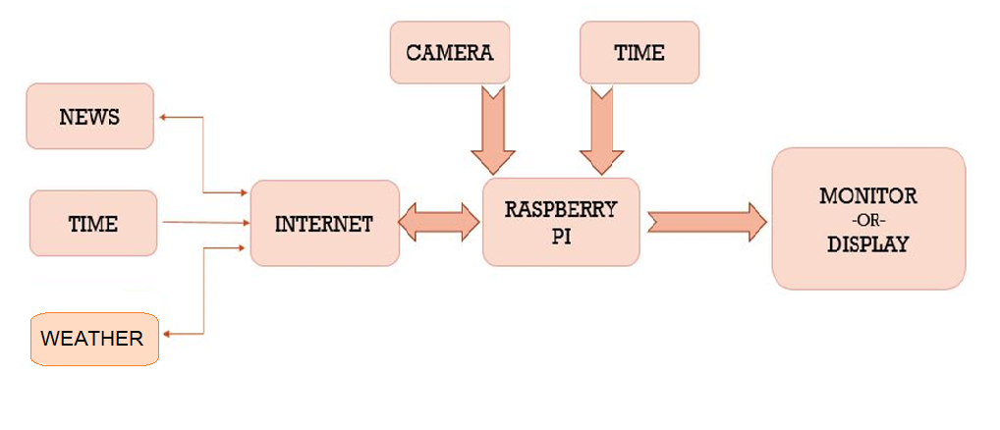 CAMERA
TIME
NEWS
TIME
INTERNET
RASPBERRY
PI
MONITOR
-OR-
DISPLAY
WEATHER